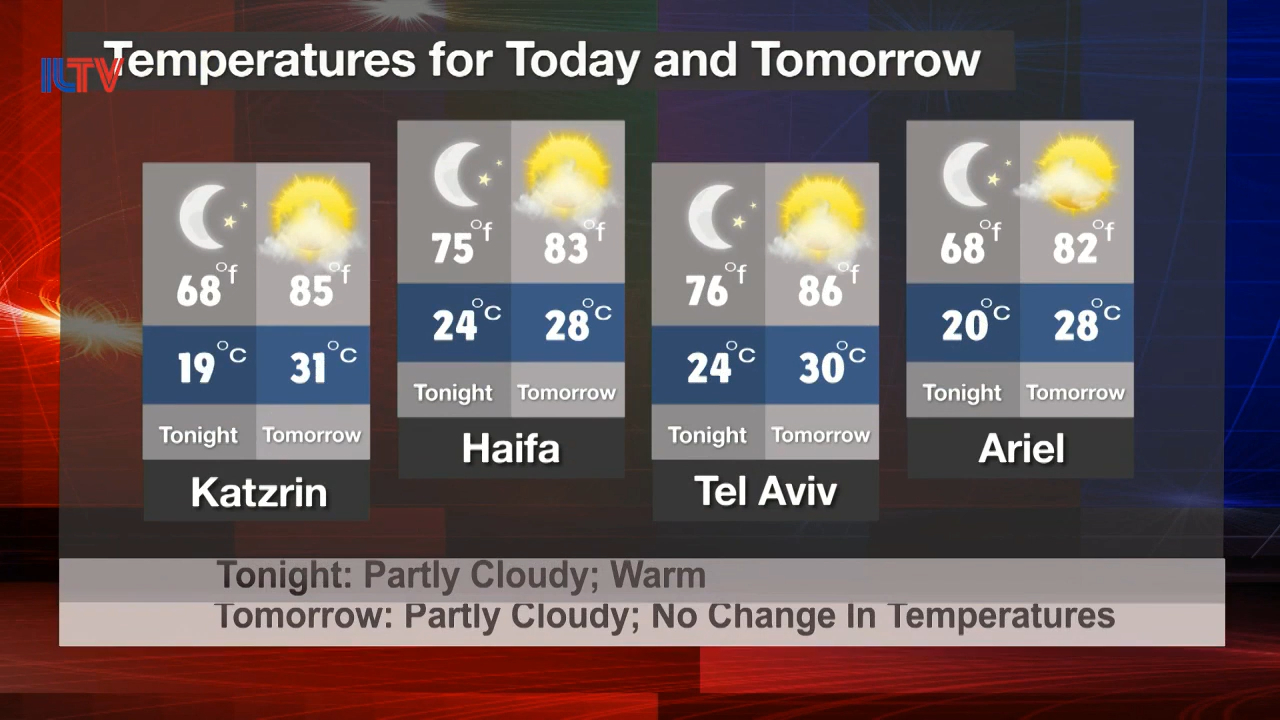 Temperatures for Today and Tomorrow
ILTV
68°f 85°f
19°C 31°C
Tonight Tomorrow
Katzrin
75°f 83°f
24°C 28°C
Tonight Tomorrow
Haifa
76°f 86°f
24°C 30°C
Tonight Tomorrow
Tel Aviv
68°f 82°f
20°C 28°C
Tonight Tomorrow
Ariel
Tonight: Partly Cloudy; Warm
Tomorrow: Partly Cloudy; No Change In Temperatures